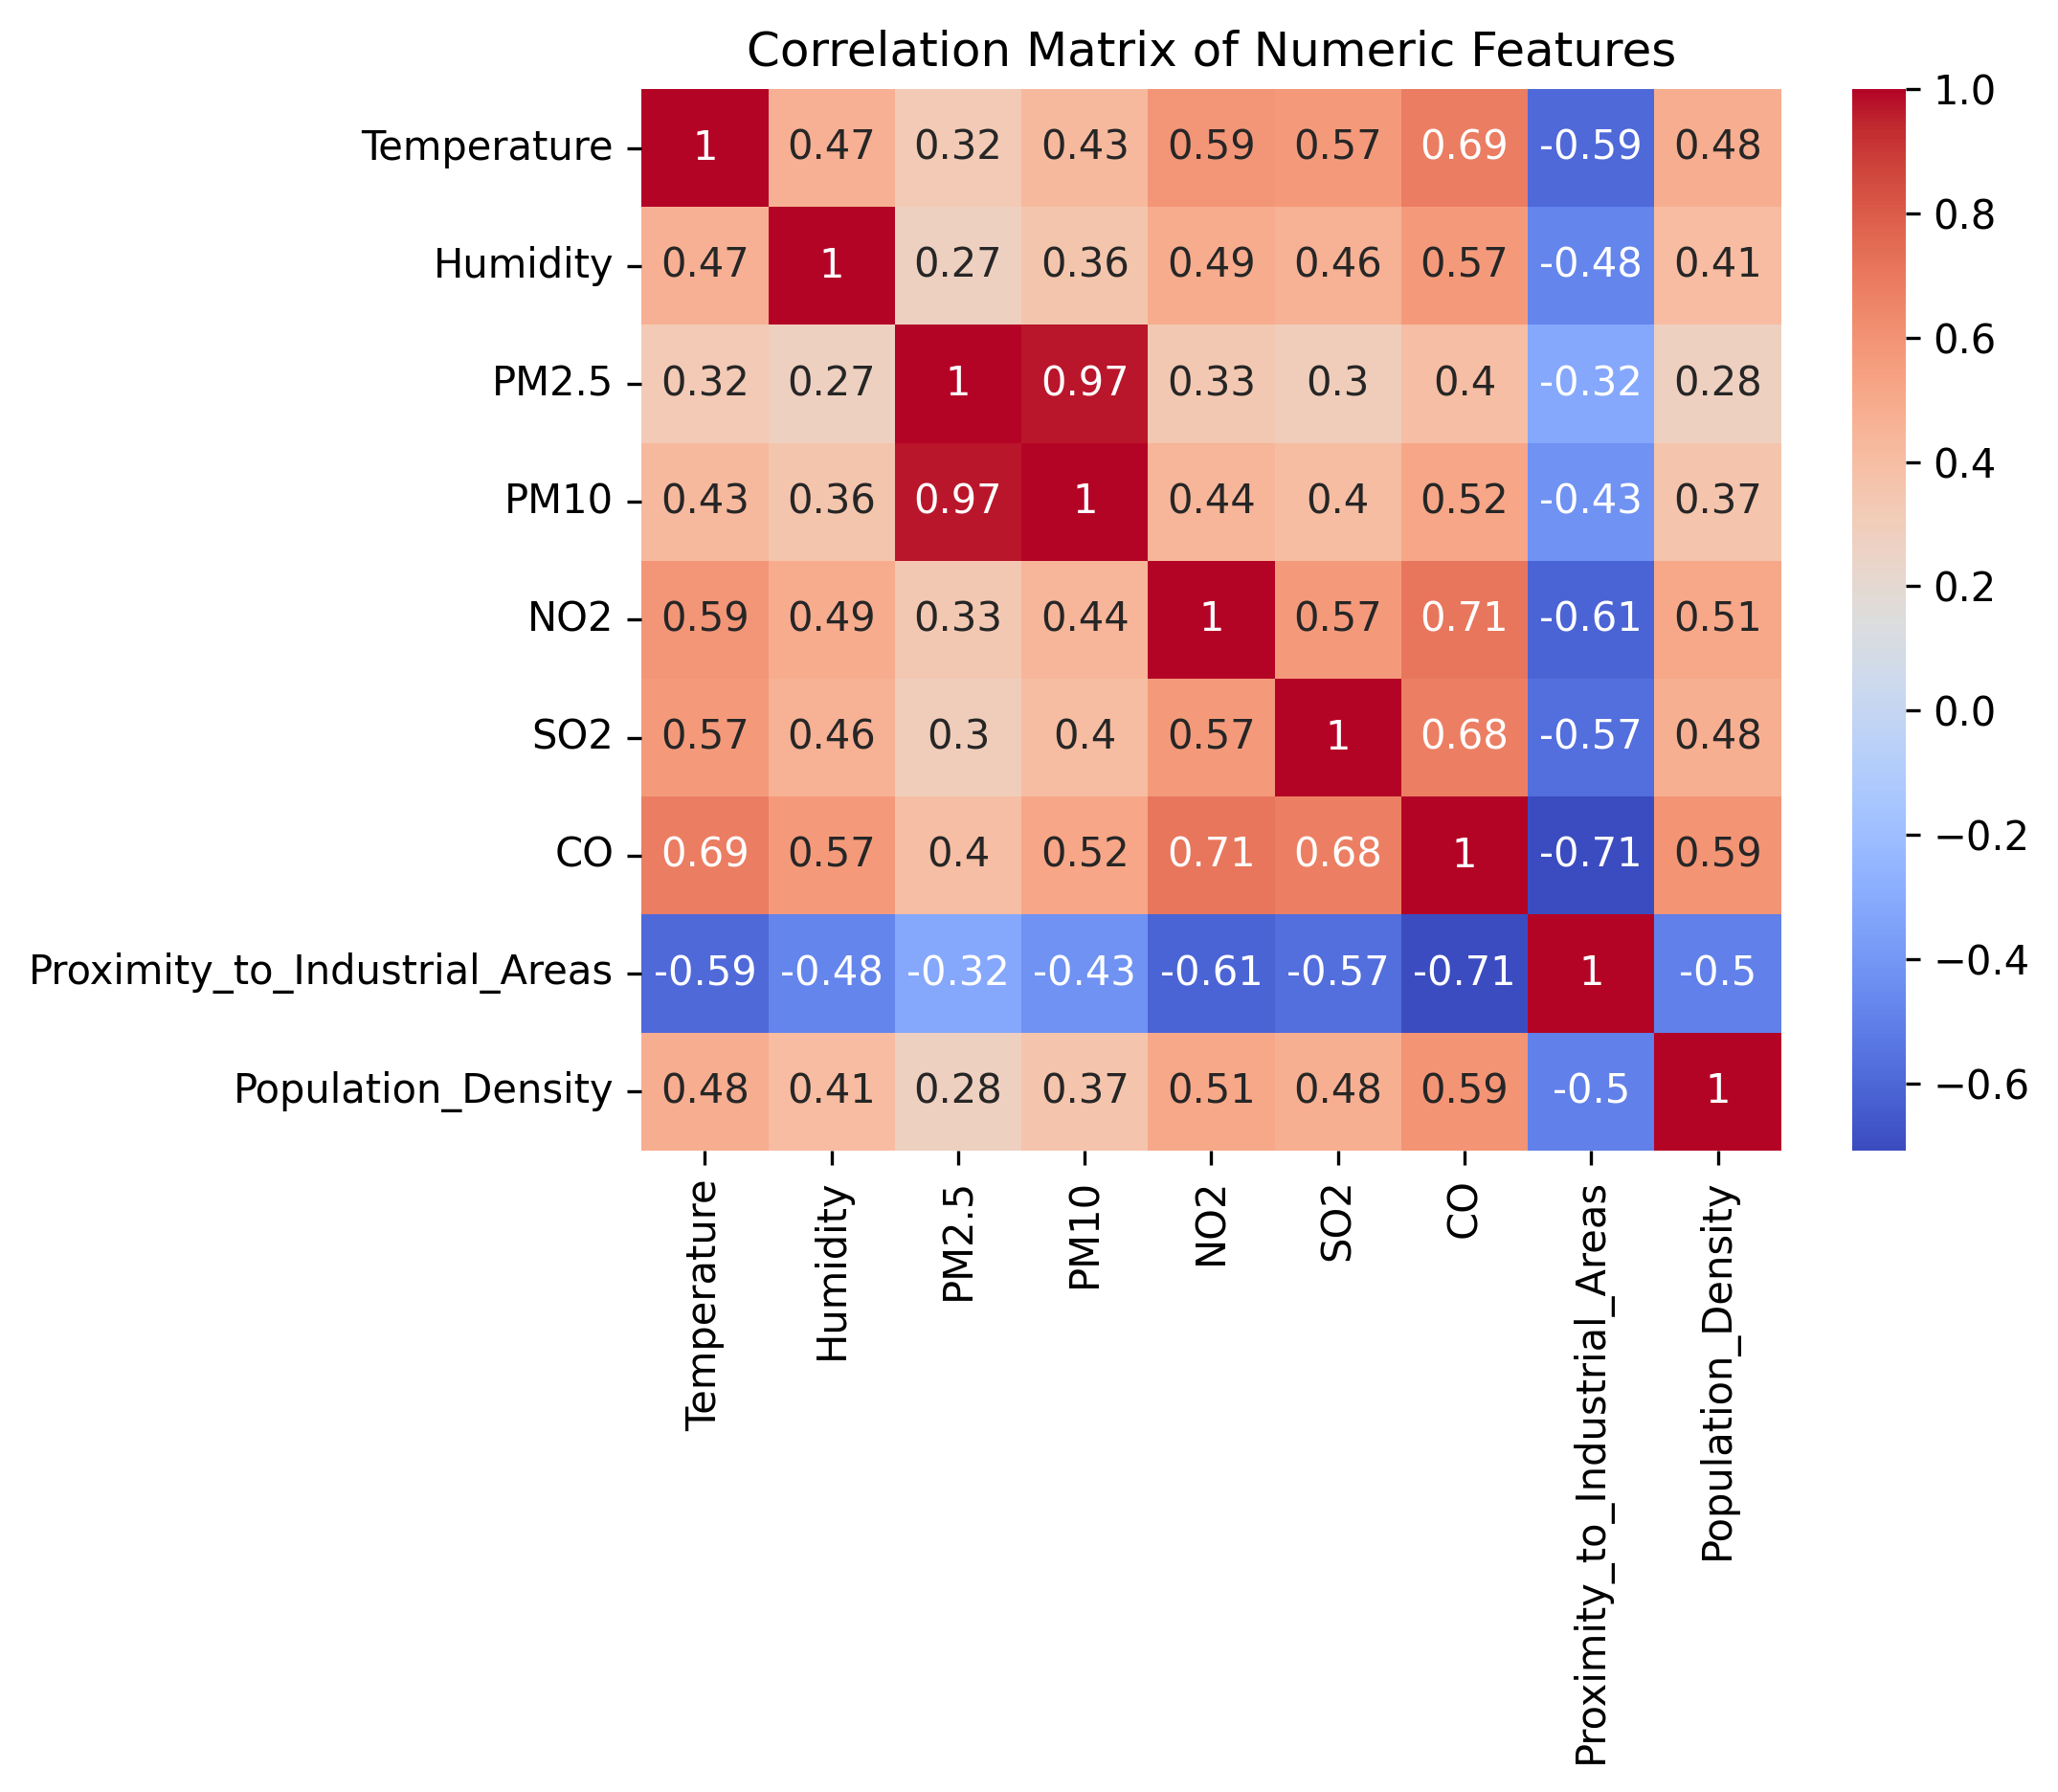 Correlation Matrix of Numeric Features
Temperature 1 0.47 0.32 0.43 0.59 0.57 0.69 -0.59 0.48
Humidity 0.47 1 0.27 0.36 0.49 0.46 0.57 -0.48 0.41
PM2.5 0.32 0.27 1 0.97 0.33 0.3 0.4 -0.32 0.28
PM10 0.43 0.36 0.97 1 0.44 0.4 0.52 -0.43 0.37
NO2 0.59 0.49 0.33 0.44 1 0.57 0.71 -0.61 0.51
SO2 0.57 0.46 0.3 0.4 0.57 1 0.68 -0.57 0.48
CO 0.69 0.57 0.4 0.52 0.71 0.68 1 -0.71 0.59
Proximity_to_Industrial_Areas -0.59 -0.48 -0.32 -0.43 -0.61 -0.57 -0.71 1 -0.5
Population_Density 0.48 0.41 0.28 0.37 0.51 0.48 0.59 -0.5 1
Temperature
Humidity
PM2.5
PM10
NO2
SO2
CO
Proximity_to_Industrial_Areas
Population_Density
1.0
0.8
0.6
0.4
0.2
0.0
−0.2
−0.4
−0.6